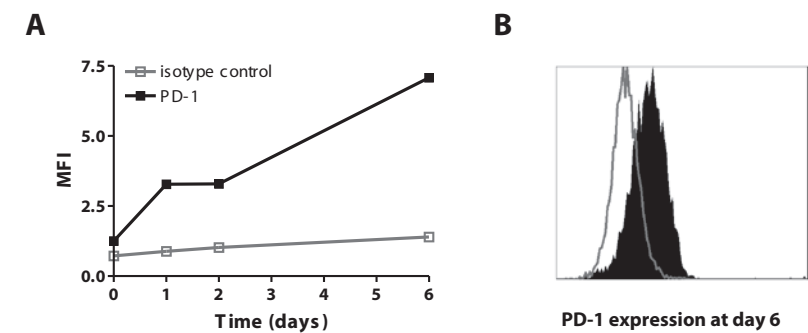 A
7.5
5.0
2.5
0.0
MFI
isotype control
PD-1
0 1 2 3 4 5 6
Time (days)
B
PD-1 expression at day 6